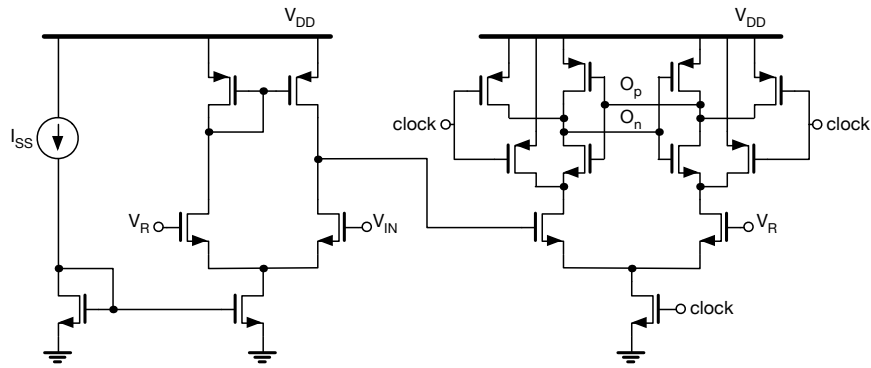 V_DD
V_DD
I_SS
O_p
clock
O_n
clock
V_R
V_IN
V_R
clock